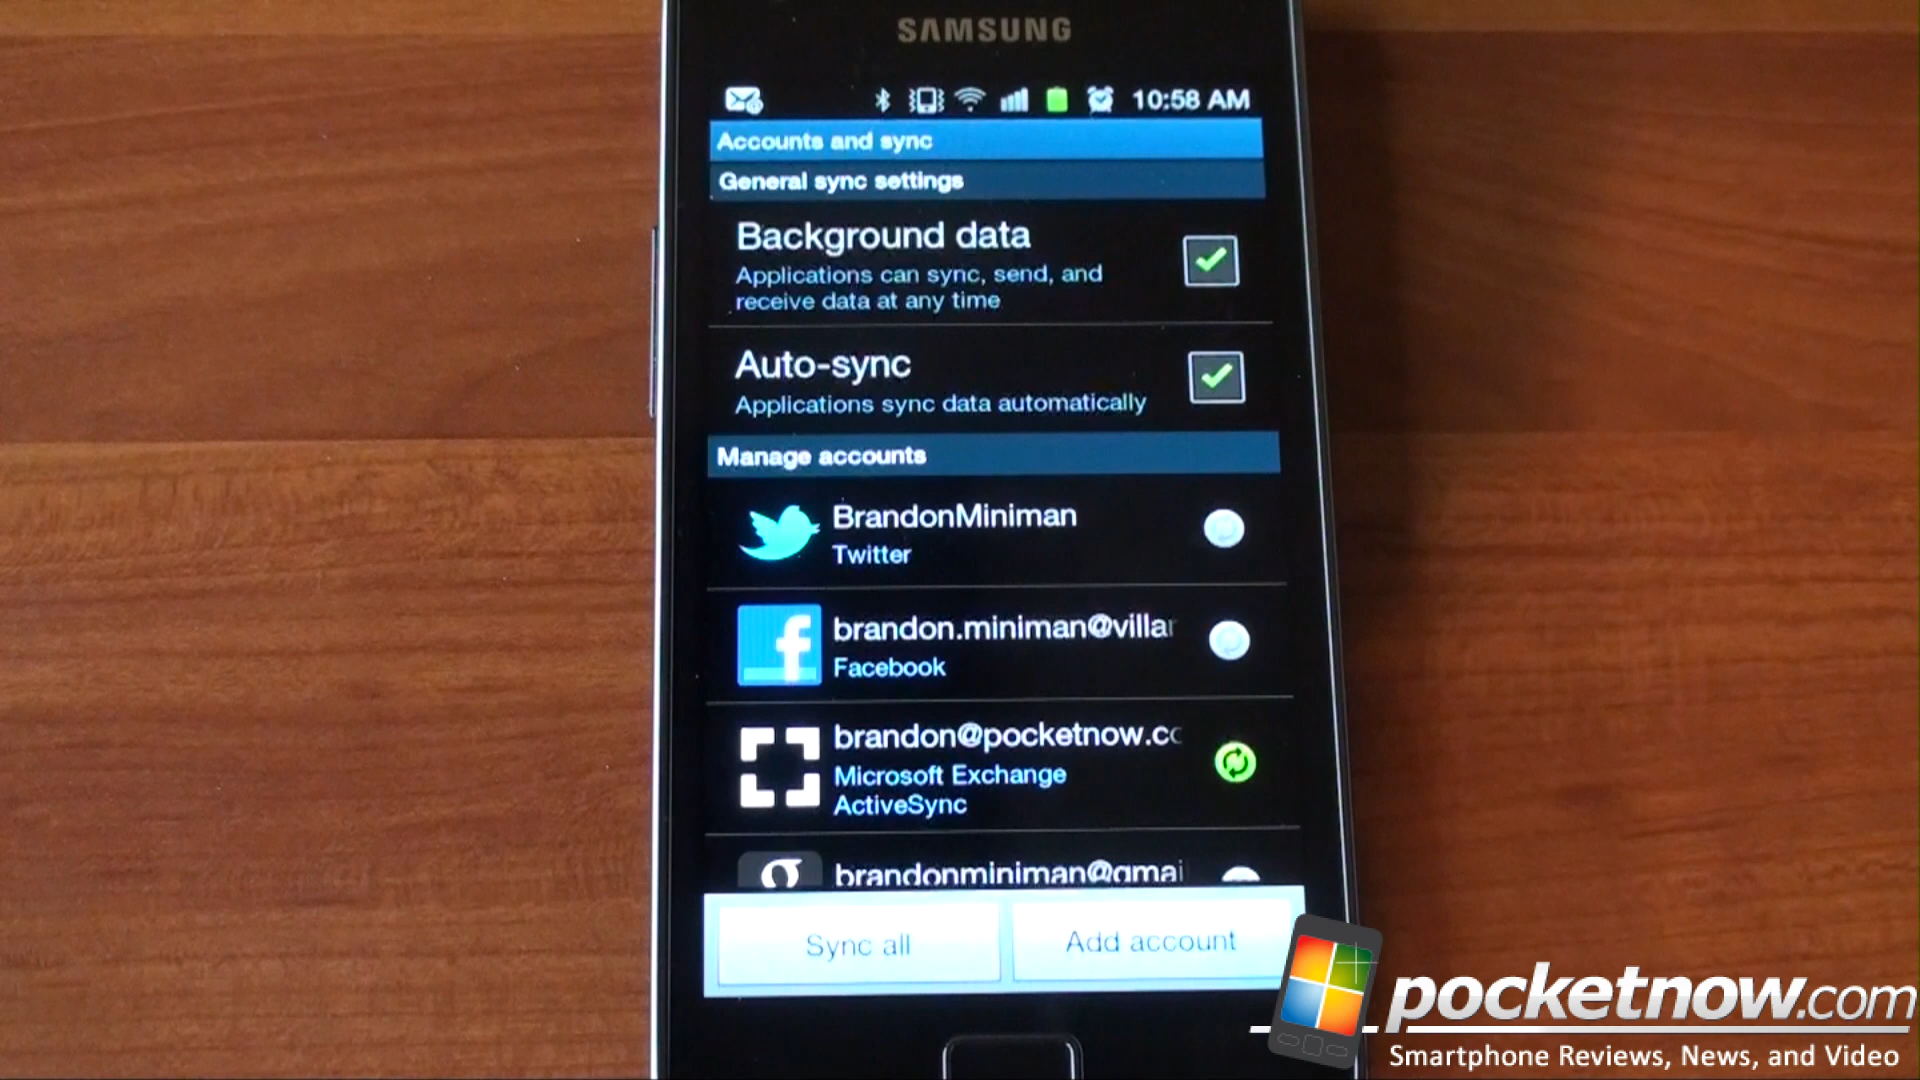 SAMSUNG
10:58 AM
Accounts and sync
General sync settings
Background data
Applications can sync, send, and
receive data at any time
Auto-sync
Applications sync data automatically
Manage accounts
BrandonMiniman
Twitter
brandon.miniman@villar
Facebook
brandon@pocketnow.cc
Microsoft Exchange
ActiveSync
brandonminiman@gmai
Sync all
Add account
pocketnow.com
Smartphone Reviews, News, and Video